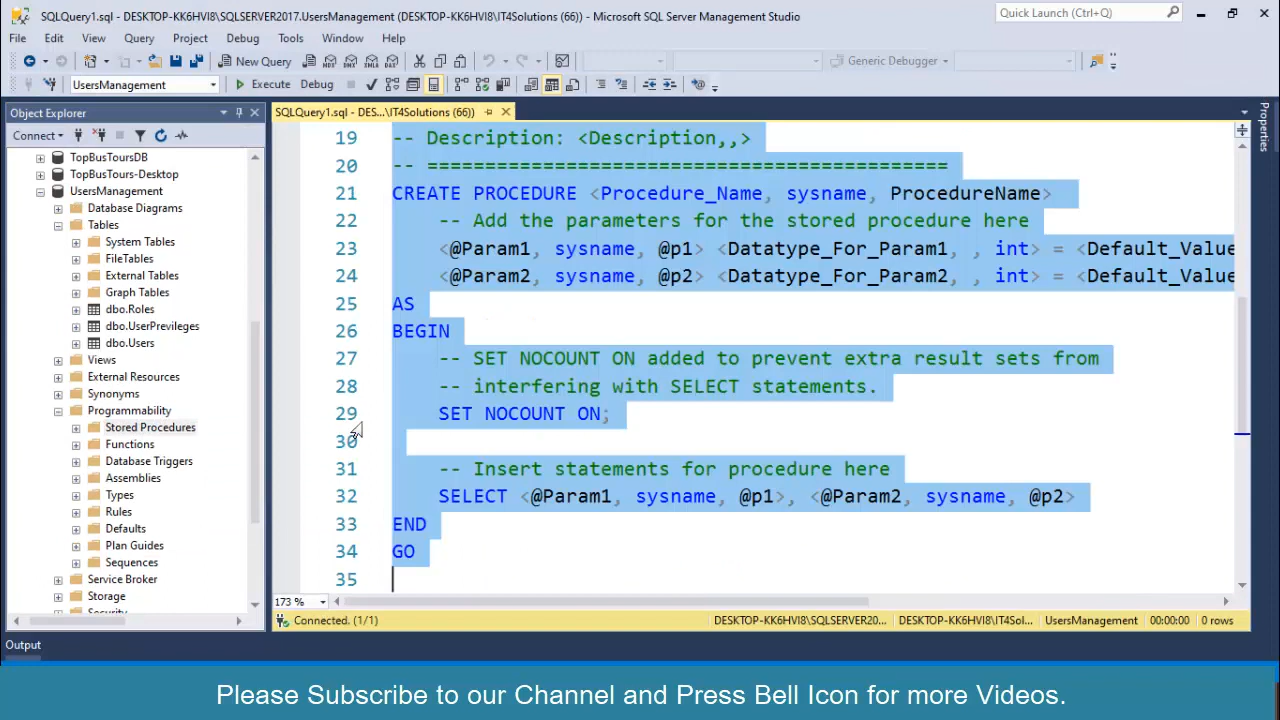 SQLQuery1.sql - DESKTOP-KK6HVI8\SQLSERVER2017.UsersManagement (DESKTOP-KK6HVI8\IT4Solutions (66)) - Microsoft SQL Server Management Studio
Quick Launch (Ctrl+Q)
File Edit View Query Project Debug Tools Window Help
New Query
Generic Debugger
UsersManagement
Execute Debug
Object Explorer
SQLQuery1.sql - DES...\IT4Solutions (66))
Connect
Properties
TopBusToursDB
TopBusTours-Desktop
UsersManagement
Database Diagrams
Tables
System Tables
FileTables
External Tables
Graph Tables
dbo.Roles
dbo.UserPrevileges
dbo.Users
Views
External Resources
Synonyms
Programmability
Stored Procedures
Functions
Database Triggers
Assemblies
Types
Rules
Defaults
Plan Guides
Sequences
Service Broker
Storage
Security
19 -- Description: <Description,,>
20 -- =============================================
21 CREATE PROCEDURE <Procedure_Name, sysname, ProcedureName>
22 -- Add the parameters for the stored procedure here
23 <@Param1, sysname, @p1> <Datatype_For_Param1, , int> = <Default_Value
24 <@Param2, sysname, @p2> <Datatype_For_Param2, , int> = <Default_Value
25 AS
26 BEGIN
27 -- SET NOCOUNT ON added to prevent extra result sets from
28 -- interfering with SELECT statements.
29 SET NOCOUNT ON;
30
31 -- Insert statements for procedure here
32 SELECT <@Param1, sysname, @p1>, <@Param2, sysname, @p2>
33 END
34 GO
35
173 %
Connected. (1/1)
DESKTOP-KK6HVI8\SQLSERVER20... DESKTOP-KK6HVI8\IT4Sol... UsersManagement 00:00:00 0 rows
Output
Please Subscribe to our Channel and Press Bell Icon for more Videos.